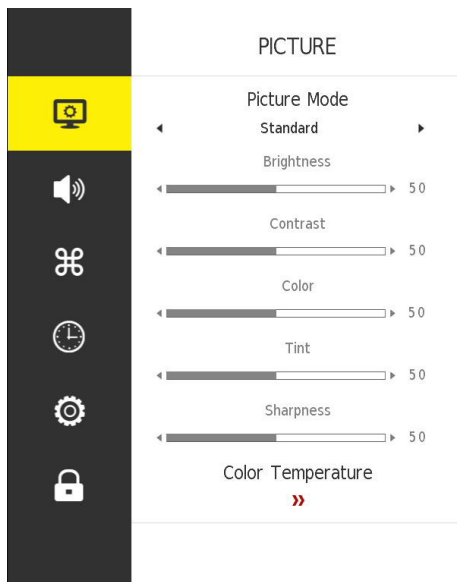 PICTURE
Picture Mode
Standard
Brightness
50
Contrast
50
Color
50
Tint
50
Sharpness
50
Color Temperature